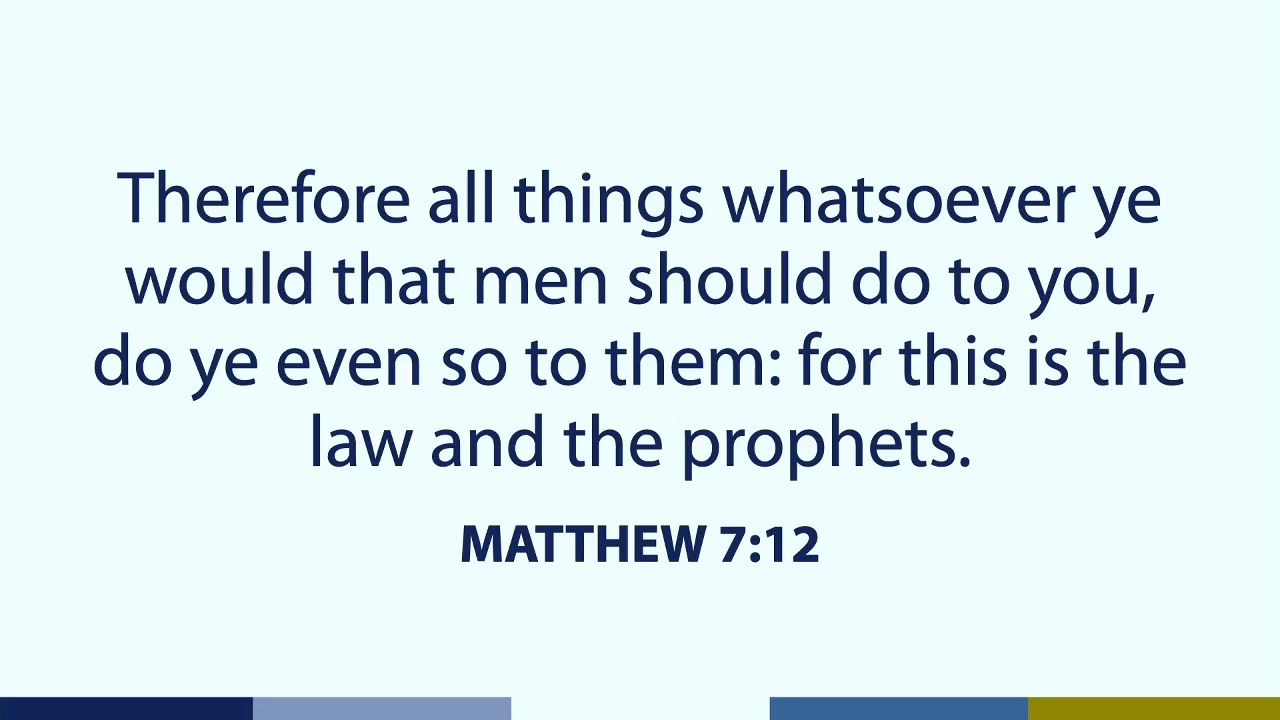 Therefore all things whatsoever ye
would that men should do to you,
do ye even so to them: for this is the
law and the prophets.
MATTHEW 7:12